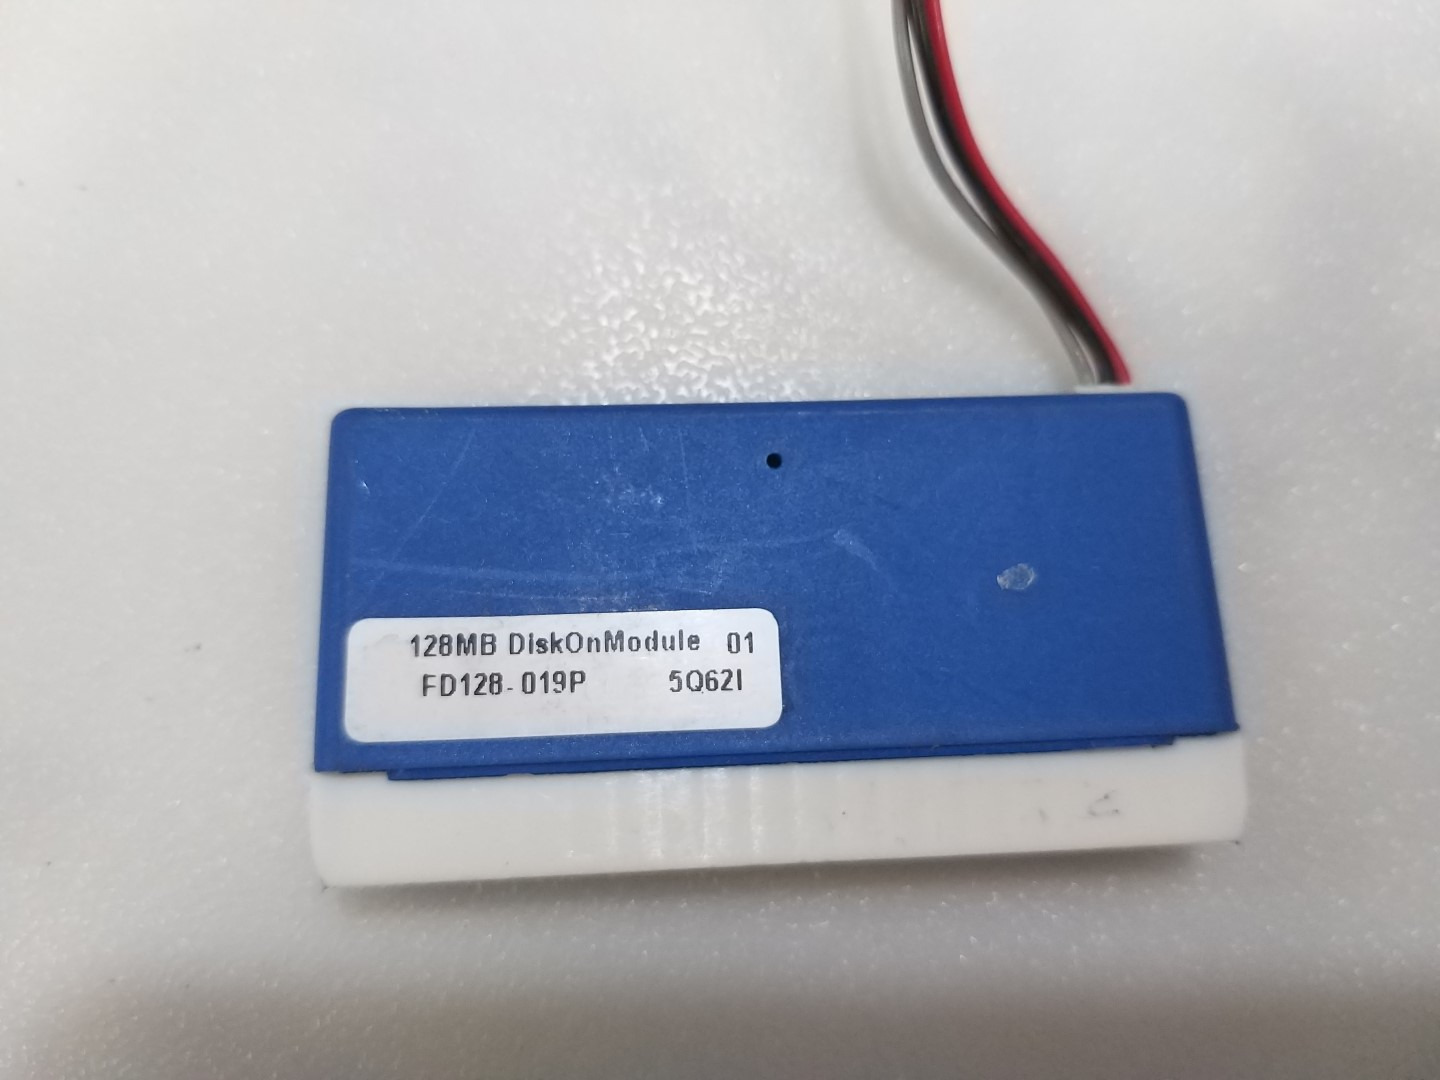 128MB DiskOnModule 01
FD128-019P 5Q62I